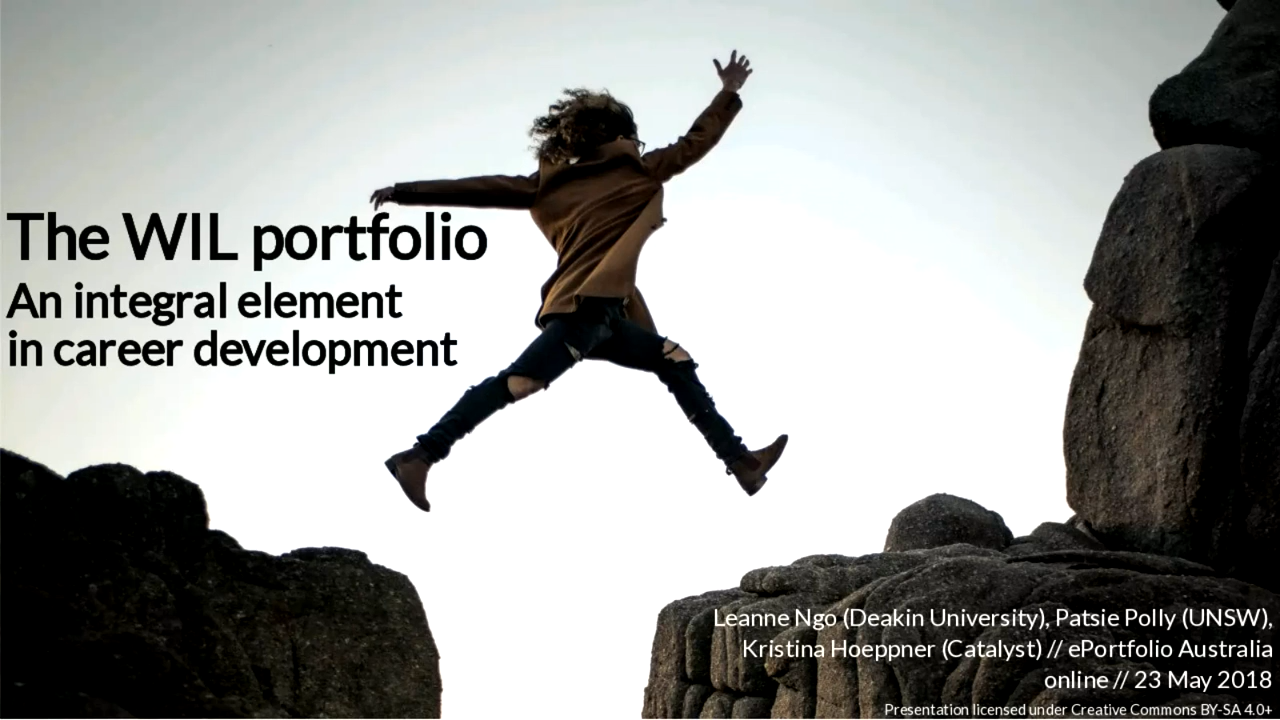 The WIL portfolio
An integral element
in career development
Leanne Ngo (Deakin University), Patsie Polly (UNSW),
Kristina Hoeppner (Catalyst) // ePortfolio Australia
online // 23 May 2018
Presentation licensed under Creative Commons BY-SA 4.0+